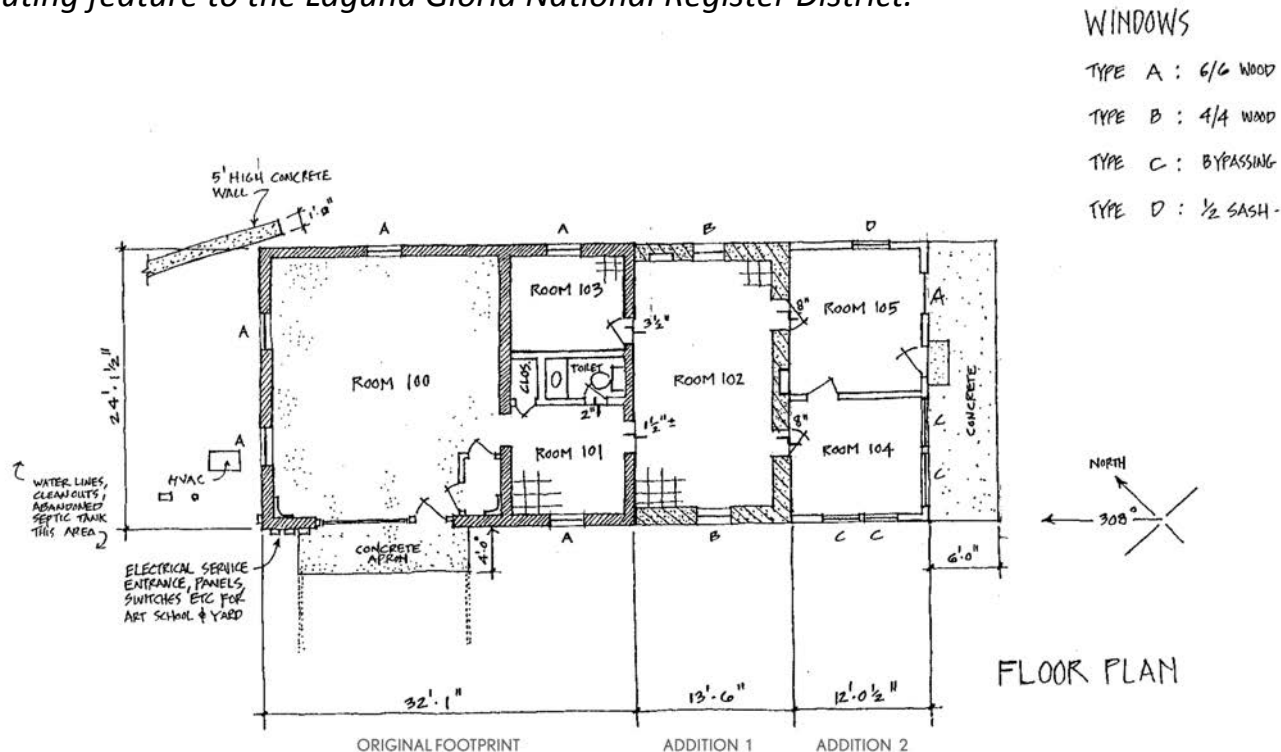 ating feature to the Laguna Gloria National Register District.
WINDOWS
TYPE A : 6/6 WOOD
TYPE B : 4/4 WOOD
TYPE C : BYPASSING
TYPE D : 1/2 SASH -
5' HIGH CONCRETE
WALL
1'-0"
A
A
B
D
ROOM 103
ROOM 105
A
8"
3½"
A
ROOM 100
CLOS.
TOILET
ROOM 102
2"
1½"±
8"
CONCRETE
C
24'-1½"
A
ROOM 101
ROOM 104
C
HVAC
WATER LINES,
CLEANOUTS,
ABANDONED
SEPTIC TANK
THIS AREA
NORTH
308°
CONCRETE
APRON
4'-0"
A
B
C C
6'-0"
ELECTRICAL SERVICE
ENTRANCE, PANELS,
SWITCHES ETC FOR
ART SCHOOL & YARD
FLOOR PLAN
32'-1"
13'-6"
12'-0½"
ORIGINAL FOOTPRINT
ADDITION 1
ADDITION 2